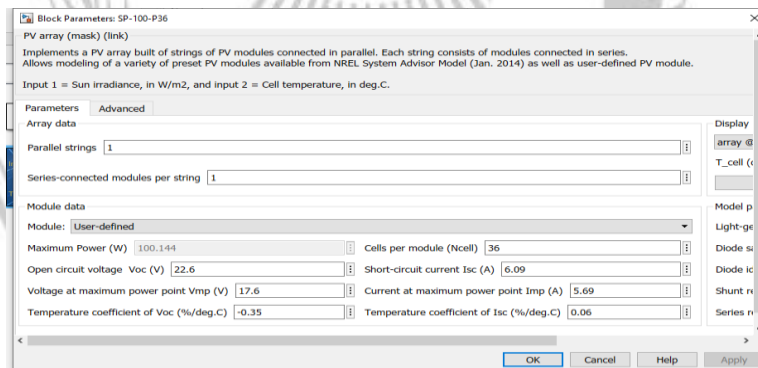 Block Parameters: SP-100-P36
PV array (mask) (link)
Implements a PV array built of strings of PV modules connected in parallel. Each string consists of modules connected in series.
Allows modeling of a variety of preset PV modules available from NREL System Advisor Model (Jan. 2014) as well as user-defined PV module.
Input 1 = Sun irradiance, in W/m2, and input 2 = Cell temperature, in deg.C.
Parameters Advanced
Array data
Display
Parallel strings 1
array @
Series-connected modules per string 1
T_cell (
Module data
Model p
Module: User-defined
Light-ge
Maximum Power (W) 100.144 Cells per module (Ncell) 36
Diode sa
Open circuit voltage Voc (V) 22.6 Short-circuit current Isc (A) 6.09
Diode id
Voltage at maximum power point Vmp (V) 17.6 Current at maximum power point Imp (A) 5.69
Shunt re
Temperature coefficient of Voc (%/deg.C) -0.35 Temperature coefficient of Isc (%/deg.C) 0.06
Series r
OK Cancel Help Apply